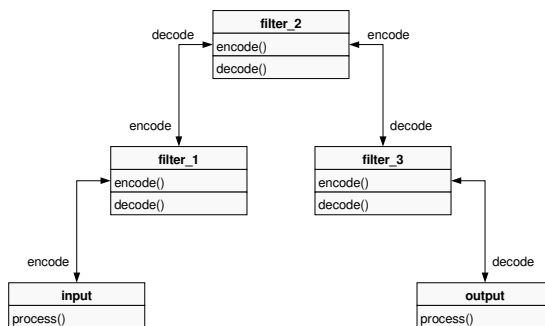 filter_2
decode
encode
encode()
decode()
encode
decode
filter_1
filter_3
encode()
encode()
decode()
decode()
encode
decode
input
output
process()
process()